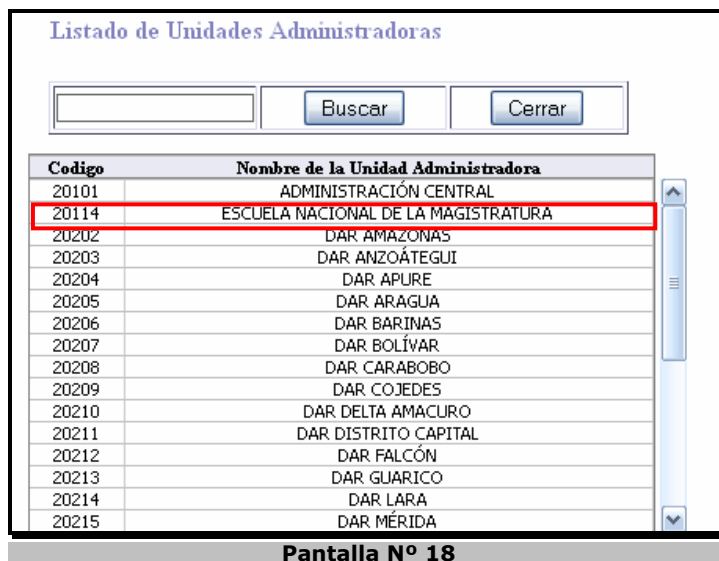 Listado de Unidades Administradoras
Buscar Cerrar
Codigo Nombre de la Unidad Administradora
20101 ADMINISTRACIÓN CENTRAL
20114 ESCUELA NACIONAL DE LA MAGISTRATURA
20202 DAR AMAZONAS
20203 DAR ANZOÁTEGUI
20204 DAR APURE
20205 DAR ARAGUA
20206 DAR BARINAS
20207 DAR BOLÍVAR
20208 DAR CARABOBO
20209 DAR COJEDES
20210 DAR DELTA AMACURO
20211 DAR DISTRITO CAPITAL
20212 DAR FALCÓN
20213 DAR GUARICO
20214 DAR LARA
20215 DAR MÉRIDA
Pantalla Nº 18